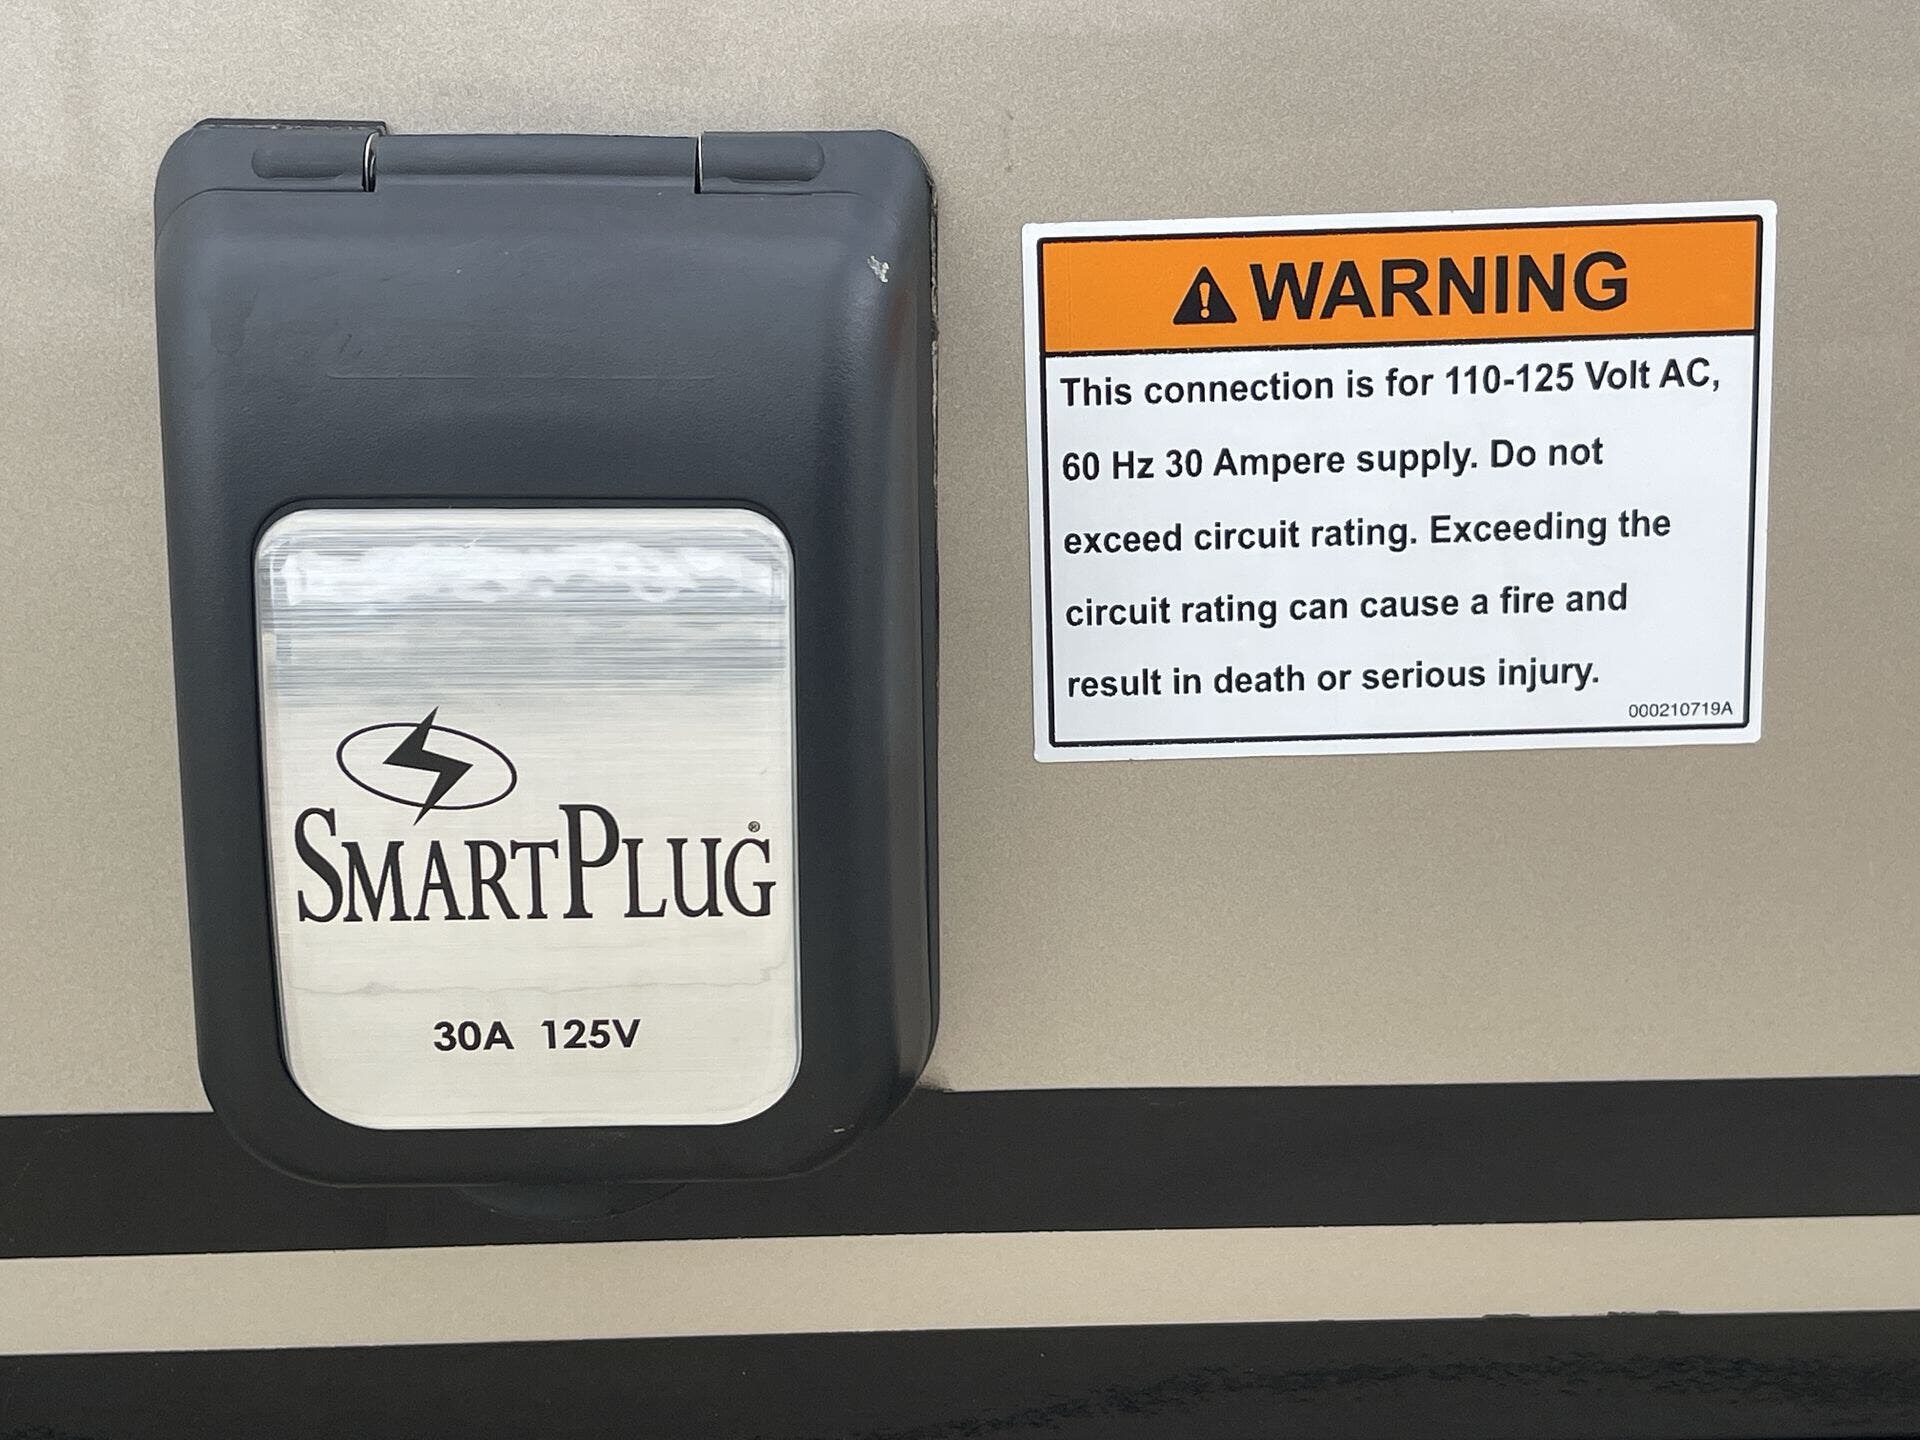 SMARTPLUG®
30A 125V
WARNING
This connection is for 110-125 Volt AC,
60 Hz 30 Ampere supply. Do not
exceed circuit rating. Exceeding the
circuit rating can cause a fire and
result in death or serious injury.
000210719A